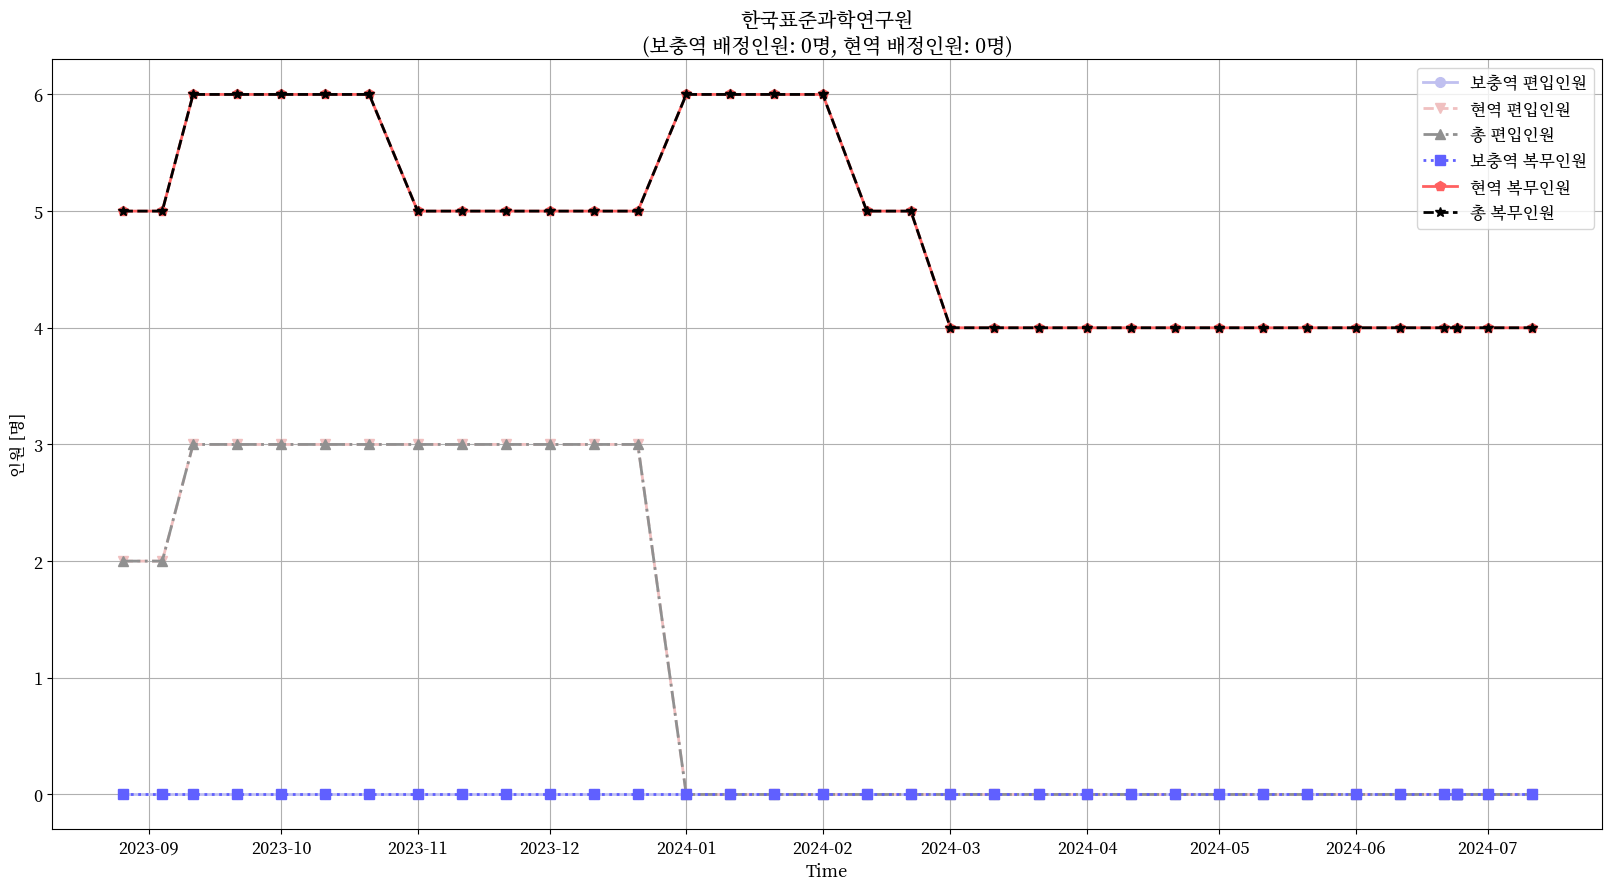 한국표준과학연구원
(보충역 배정인원: 0명, 현역 배정인원: 0명)
보충역 편입인원
현역 편입인원
총 편입인원
보충역 복무인원
현역 복무인원
총 복무인원
인원 [명]
6
5
4
3
2
1
0
2023-09 2023-10 2023-11 2023-12 2024-01 2024-02 2024-03 2024-04 2024-05 2024-06 2024-07
Time